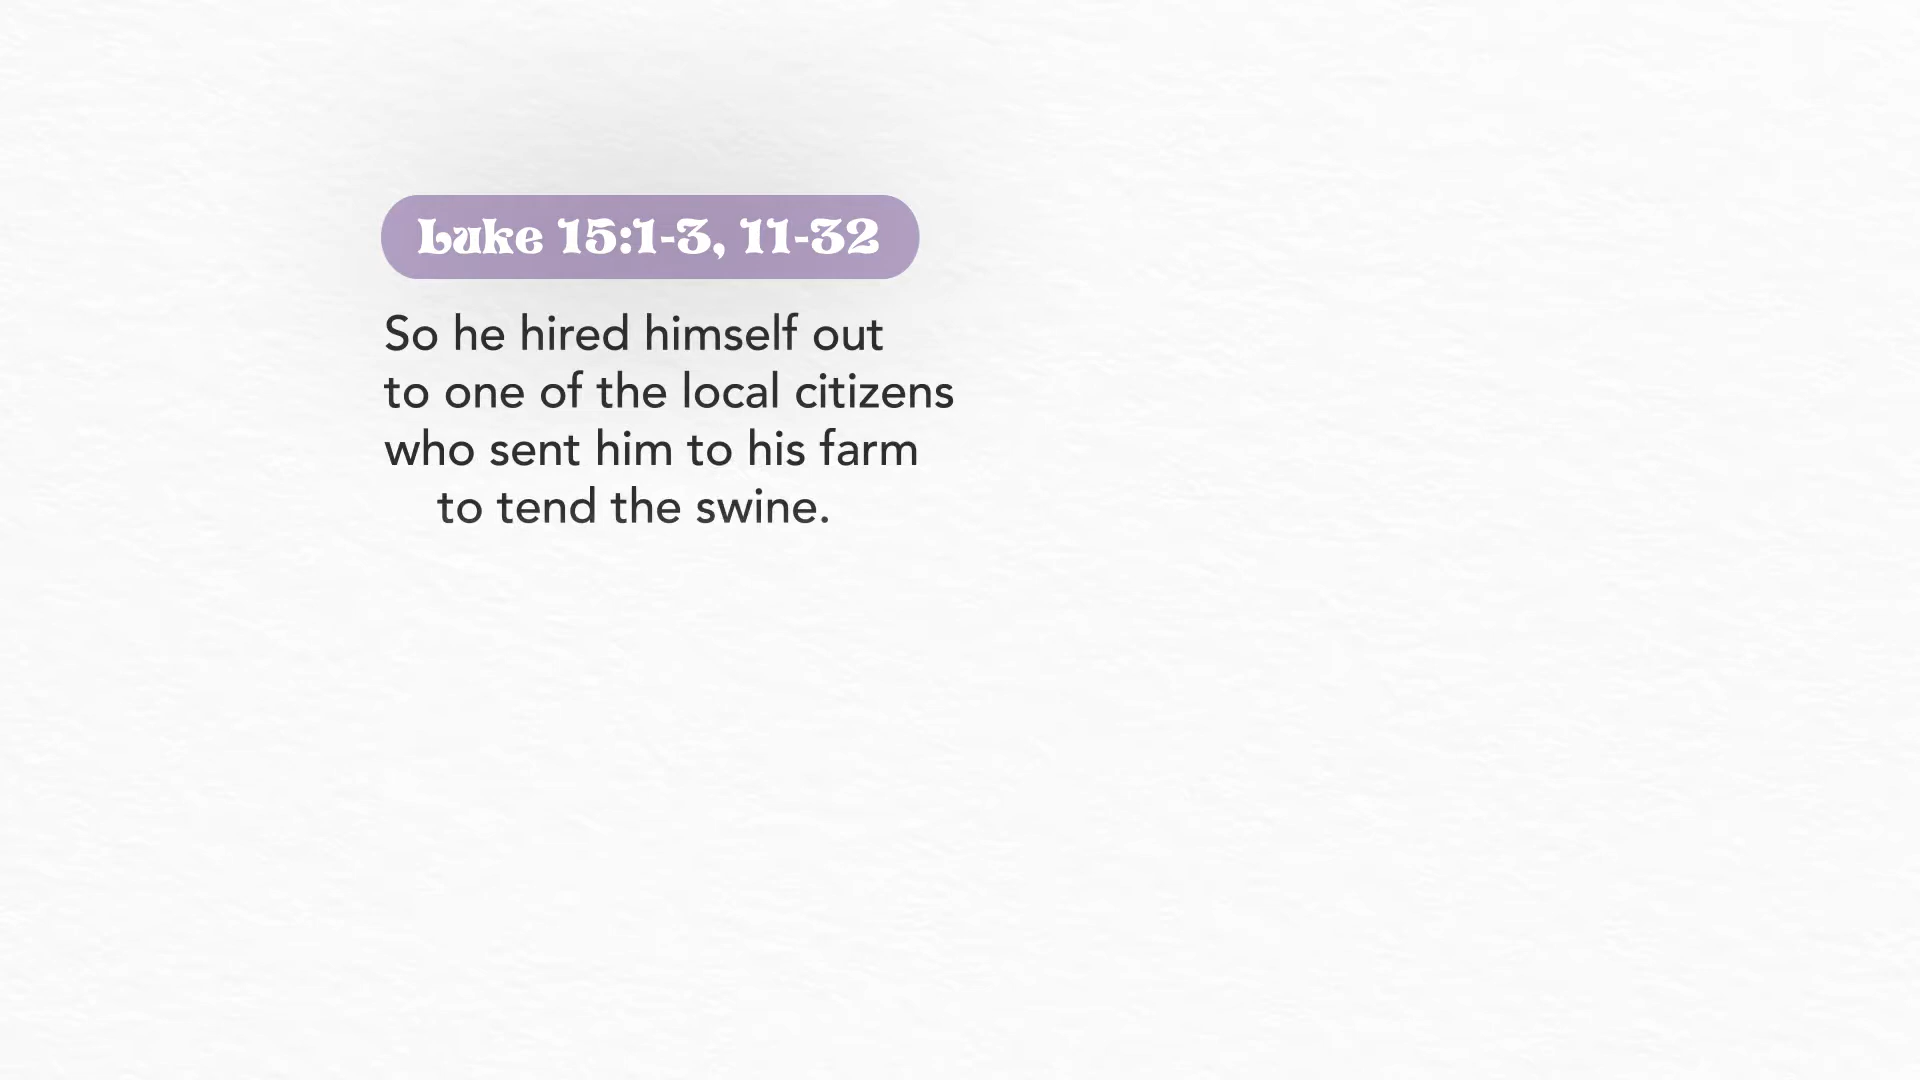 Luke 15:1-3, 11-32
So he hired himself out
to one of the local citizens
who sent him to his farm
to tend the swine.